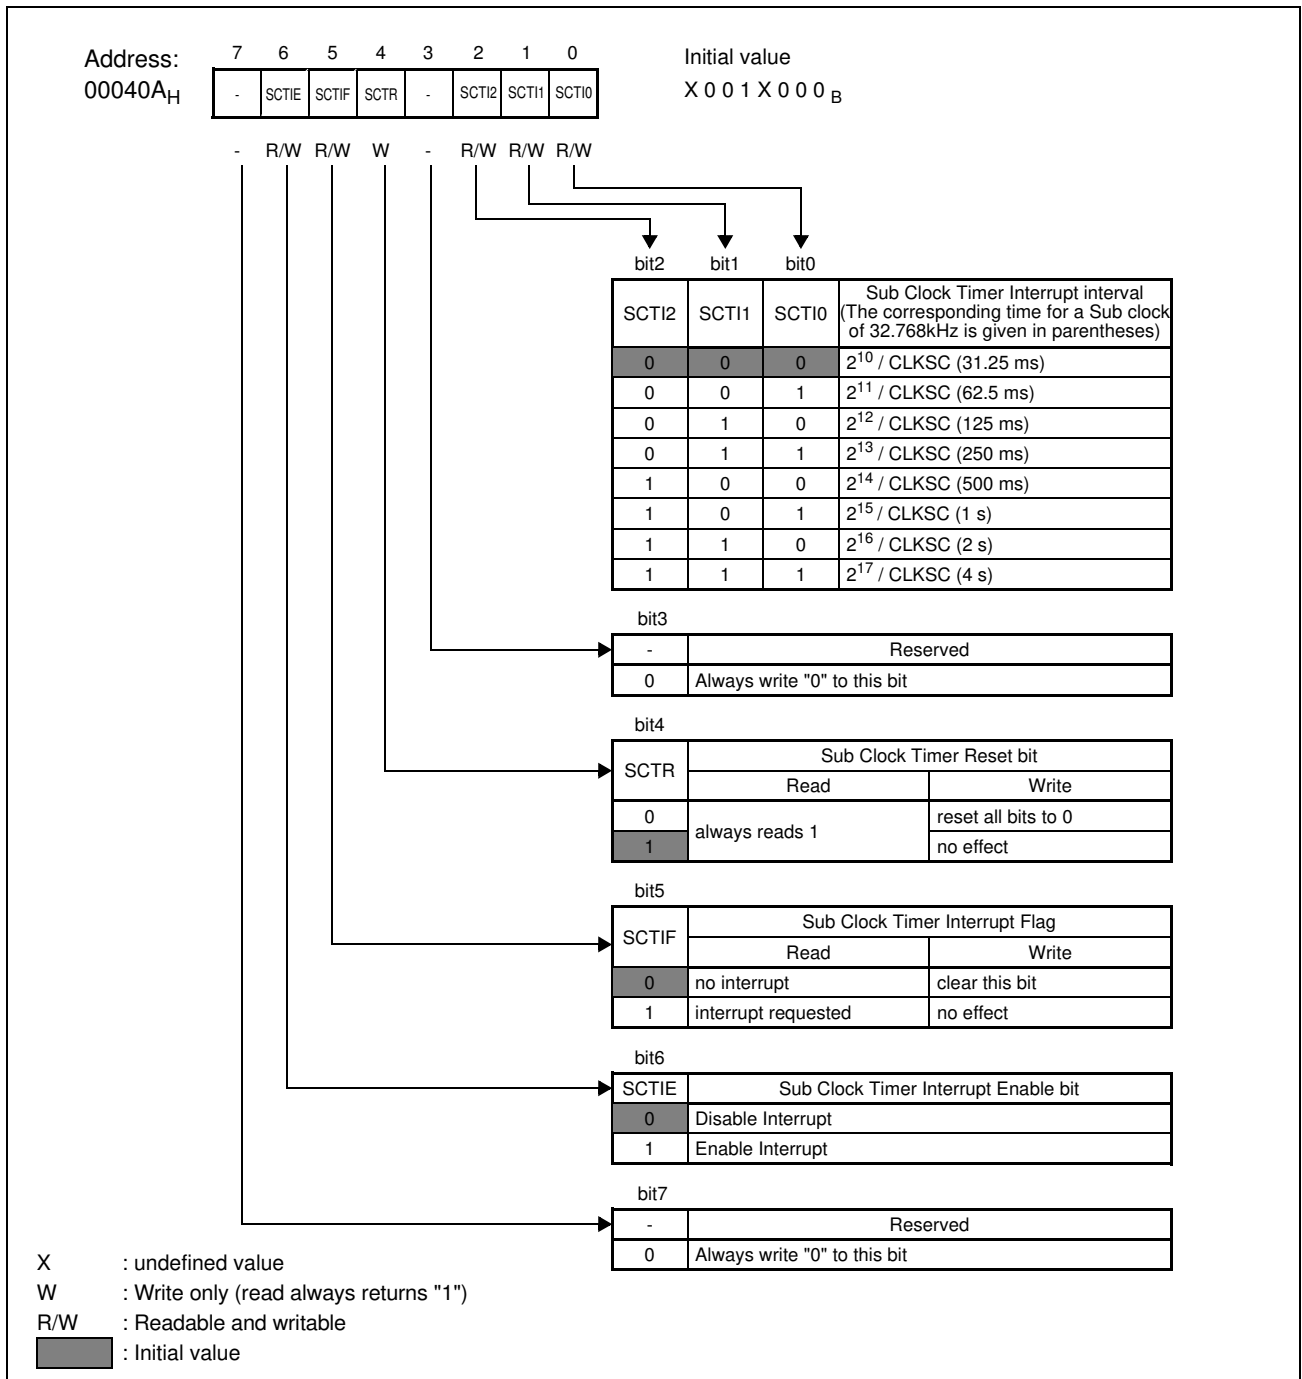 Address: 7 6 5 4 3 2 1 0 Initial value
00040AH - SCTIE SCTIF SCTR - SCTI2 SCTI1 SCTI0 X 0 0 1 X 0 0 0 B
- R/W R/W W - R/W R/W R/W
bit2 bit1 bit0
SCTI2 SCTI1 SCTI0 Sub Clock Timer Interrupt interval
(The corresponding time for a Sub clock
of 32.768kHz is given in parentheses)
0 0 0 2^10 / CLKSC (31.25 ms)
0 0 1 2^11 / CLKSC (62.5 ms)
0 1 0 2^12 / CLKSC (125 ms)
0 1 1 2^13 / CLKSC (250 ms)
1 0 0 2^14 / CLKSC (500 ms)
1 0 1 2^15 / CLKSC (1 s)
1 1 0 2^16 / CLKSC (2 s)
1 1 1 2^17 / CLKSC (4 s)
bit3
- Reserved
0 Always write "0" to this bit
bit4
SCTR Sub Clock Timer Reset bit
Read Write
0 always reads 1 reset all bits to 0
1 no effect
bit5
SCTIF Sub Clock Timer Interrupt Flag
Read Write
0 no interrupt clear this bit
1 interrupt requested no effect
bit6
SCTIE Sub Clock Timer Interrupt Enable bit
0 Disable Interrupt
1 Enable Interrupt
bit7
- Reserved
0 Always write "0" to this bit
X : undefined value
W : Write only (read always returns "1")
R/W : Readable and writable
: Initial value